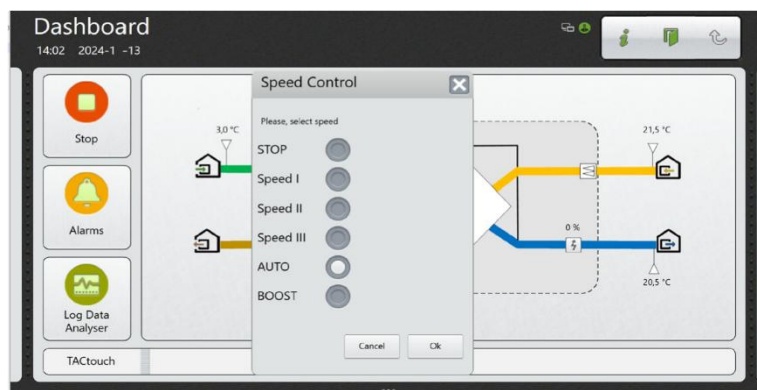 Dashboard
14:02 2024-1 -13
Stop
Alarms
Log Data
Analyser
TACtouch
3,0 °C
Speed Control
Please, select speed
STOP
Speed I
Speed II
Speed III
AUTO
BOOST
Cancel Ok
21,5 °C
0 %
20,5 °C